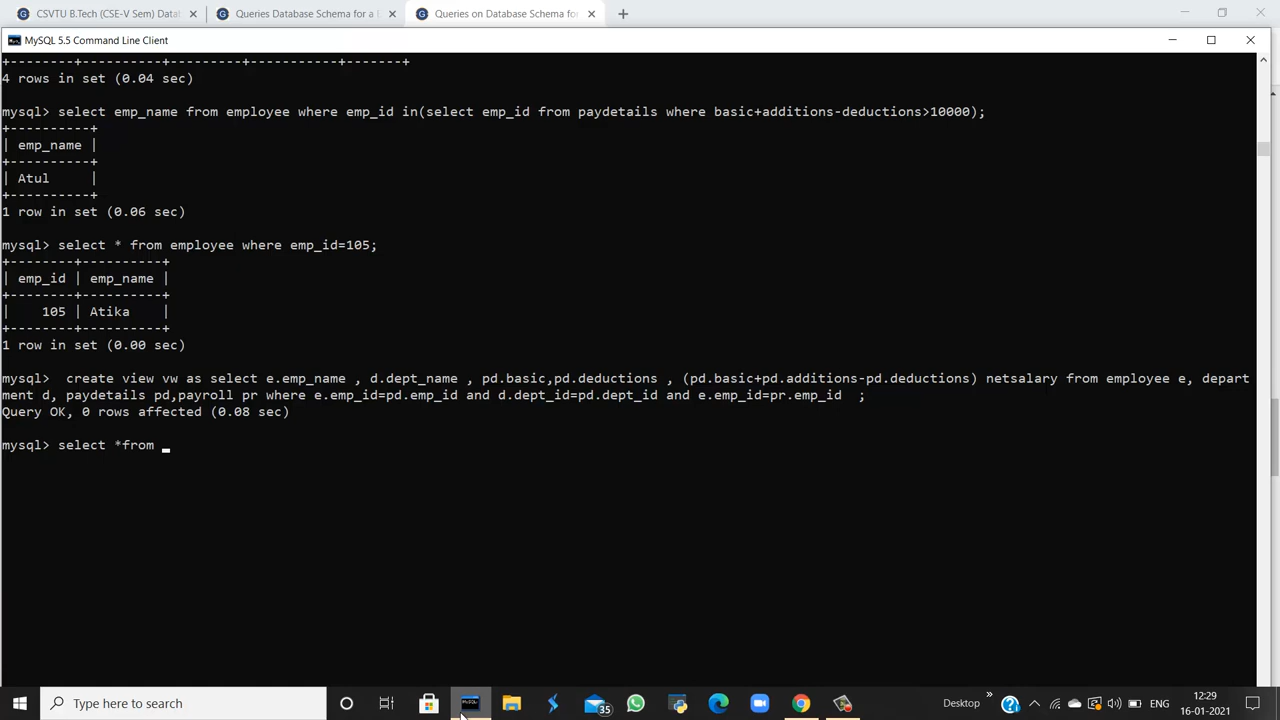 CSVTU B.Tech (CSE-V Sem) Datal
Queries Database Schema for a l
Queries on Database Schema for
MySQL 5.5 Command Line Client
+--------+----------+---------+-----------+-------+
4 rows in set (0.04 sec)
mysql> select emp_name from employee where emp_id in(select emp_id from paydetails where basic+additions-deductions>10000);
+----------+
| emp_name |
+----------+
| Atul     |
+----------+
1 row in set (0.06 sec)
mysql> select * from employee where emp_id=105;
+--------+----------+
| emp_id | emp_name |
+--------+----------+
|    105 | Atika    |
+--------+----------+
1 row in set (0.00 sec)
mysql>  create view vw as select e.emp_name , d.dept_name , pd.basic,pd.deductions , (pd.basic+pd.additions-pd.deductions) netsalary from employee e, depart
ment d, paydetails pd,payroll pr where e.emp_id=pd.emp_id and d.dept_id=pd.dept_id and e.emp_id=pr.emp_id  ;
Query OK, 0 rows affected (0.08 sec)
mysql> select *from _
Type here to search
35
Desktop
»
ENG
12:29
16-01-2021